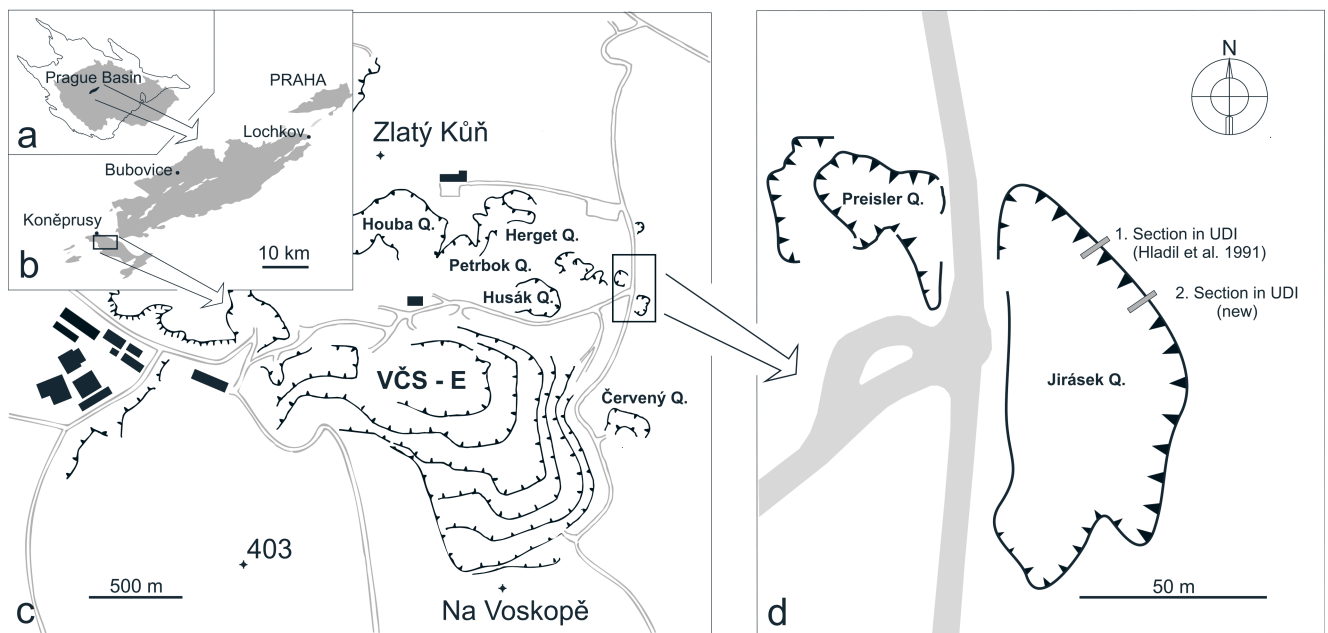 Prague Basin
a
PRAHA
Lochkov
Bubovice
Koněprusy
10 km
b
Zlatý Kůň
Houba Q.
Herget Q.
Petrbok Q.
Husák Q.
VČS - E
Červený Q.
403
500 m
Na Voskopě
c
N
Preisler Q.
1. Section in UDI
(Hladil et al. 1991)
2. Section in UDI
(new)
Jirásek Q.
50 m
d